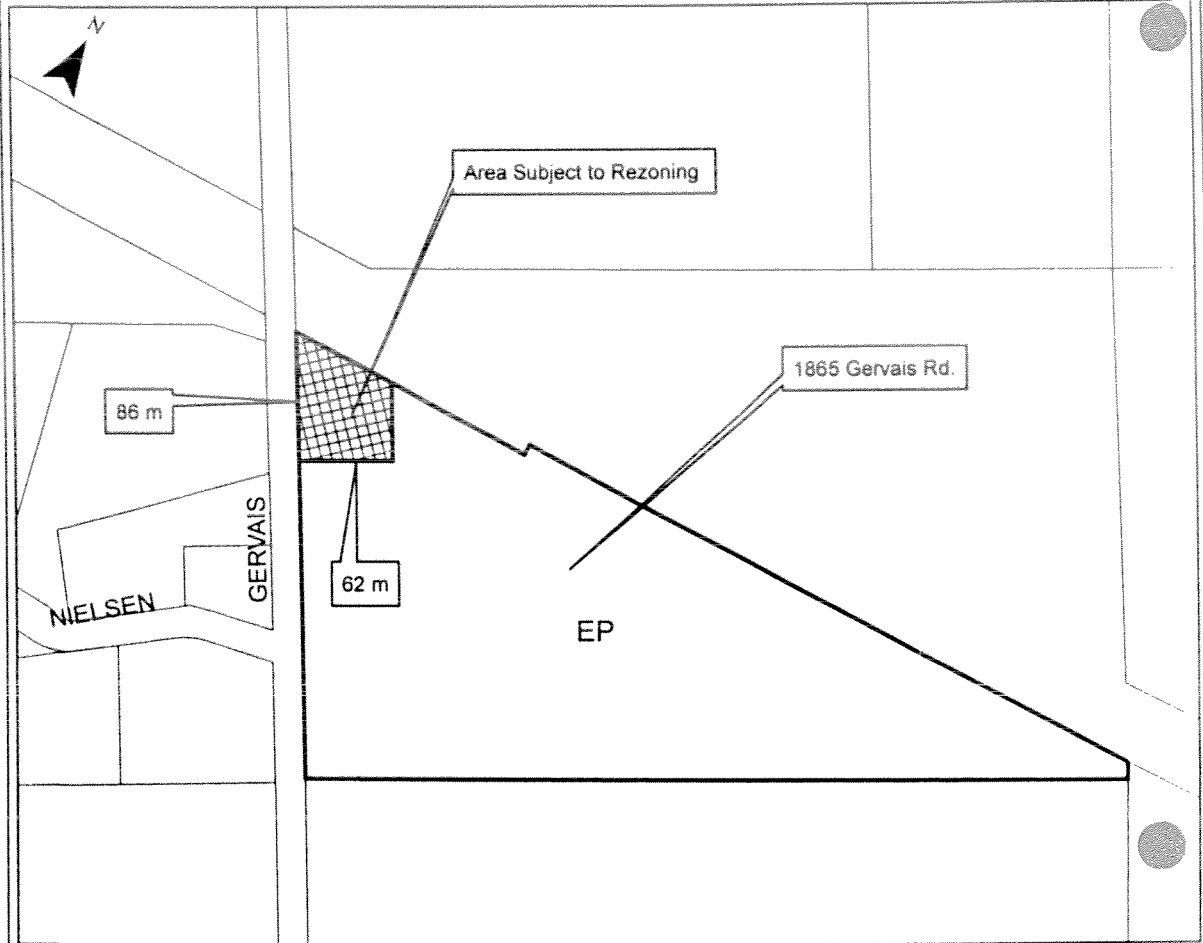 N
Area Subject to Rezoning
1865 Gervais Rd.
86 m
GERVAIS
62 m
NIELSEN
EP